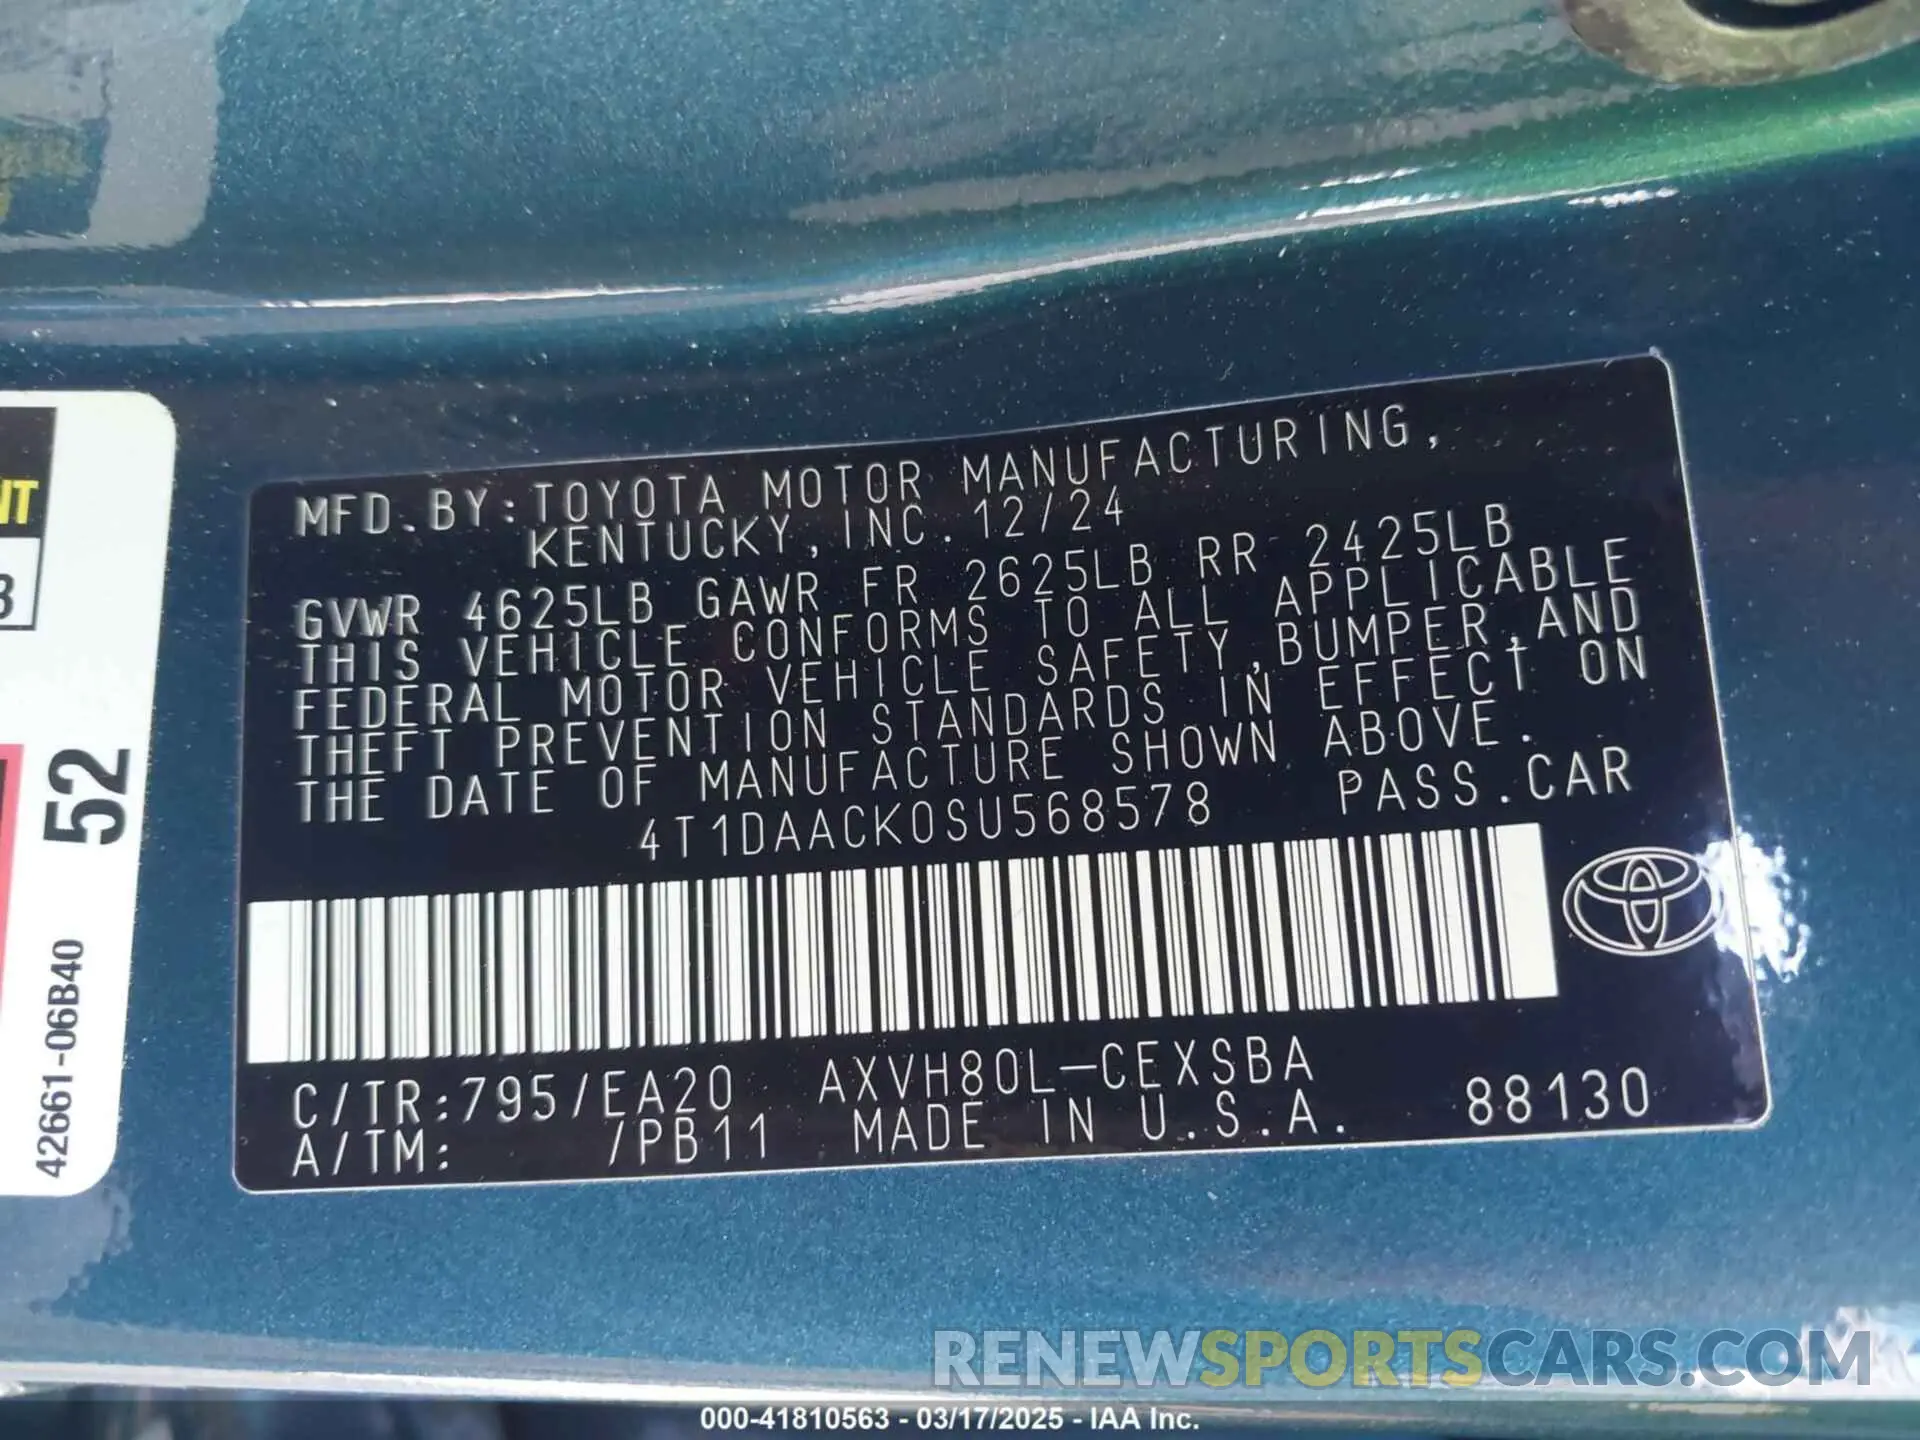 MFD. BY: TOYOTA MOTOR MANUFACTURING,
KENTUCKY, INC. 12/24
GVWR 4625LB GAWR FR 2625LB RR 2425LB
THIS VEHICLE CONFORMS TO ALL APPLICABLE
FEDERAL MOTOR VEHICLE SAFETY, BUMPER, AND
THEFT PREVENTION STANDARDS IN EFFECT ON
THE DATE OF MANUFACTURE SHOWN ABOVE.
4T1DAACK0SU568578 PASS. CAR
C/TR: 795/EA20 AXVH80L-CEXSBA
A/TM: /PB11 MADE IN U.S.A. 88130
52
42661-06B40
RENEWSPORTSCARS.COM
000-41810563 - 03/17/2025 - IAA Inc.